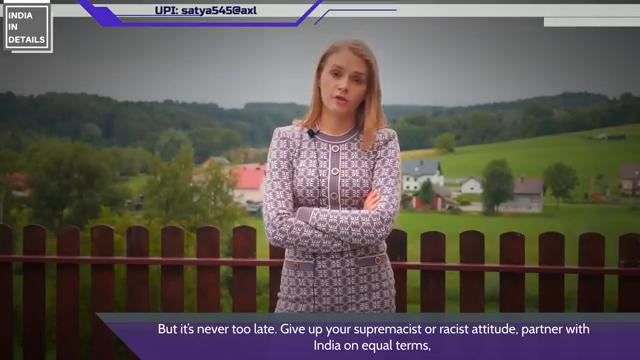 UPI: satya545@axl
INDIA
IN
DETAILS
But it's never too late. Give up your supremacist or racist attitude, partner with
India on equal terms,